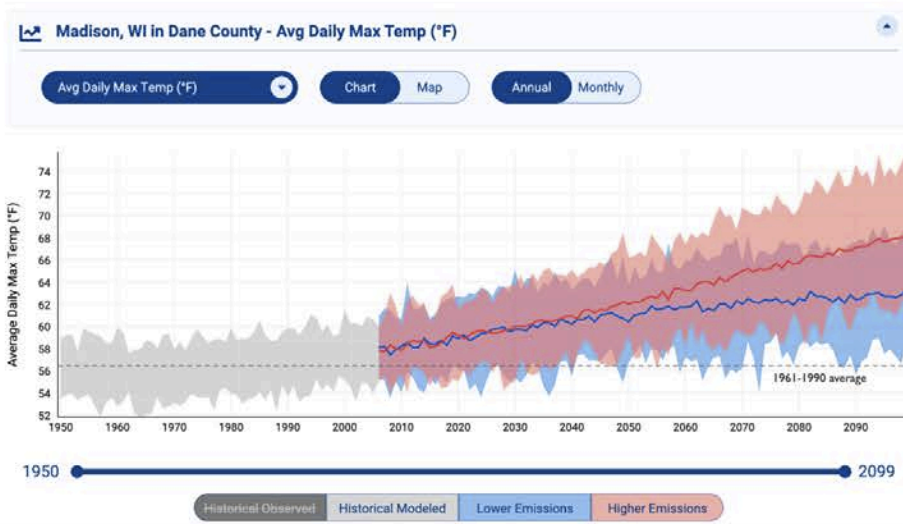 Madison, WI in Dane County - Avg Daily Max Temp (°F)
Avg Daily Max Temp (°F)
Chart Map
Annual Monthly
Average Daily Max Temp (°F)
74
72
70
68
66
64
62
60
58
56
54
52
1961-1990 average
1950 1960 1970 1980 1990 2000 2010 2020 2030 2040 2050 2060 2070 2080 2090
1950 2099
Historical Observed Historical Modeled Lower Emissions Higher Emissions